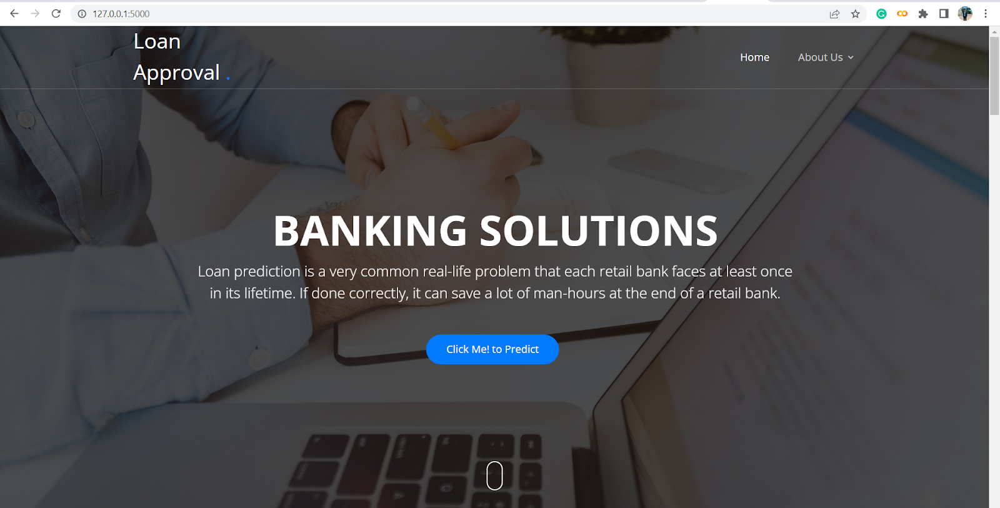 127.0.0.1:5000
Loan
Approval .
Home
About Us
BANKING SOLUTIONS
Loan prediction is a very common real-life problem that each retail bank faces at least once
in its lifetime. If done correctly, it can save a lot of man-hours at the end of a retail bank.
Click Me! to Predict